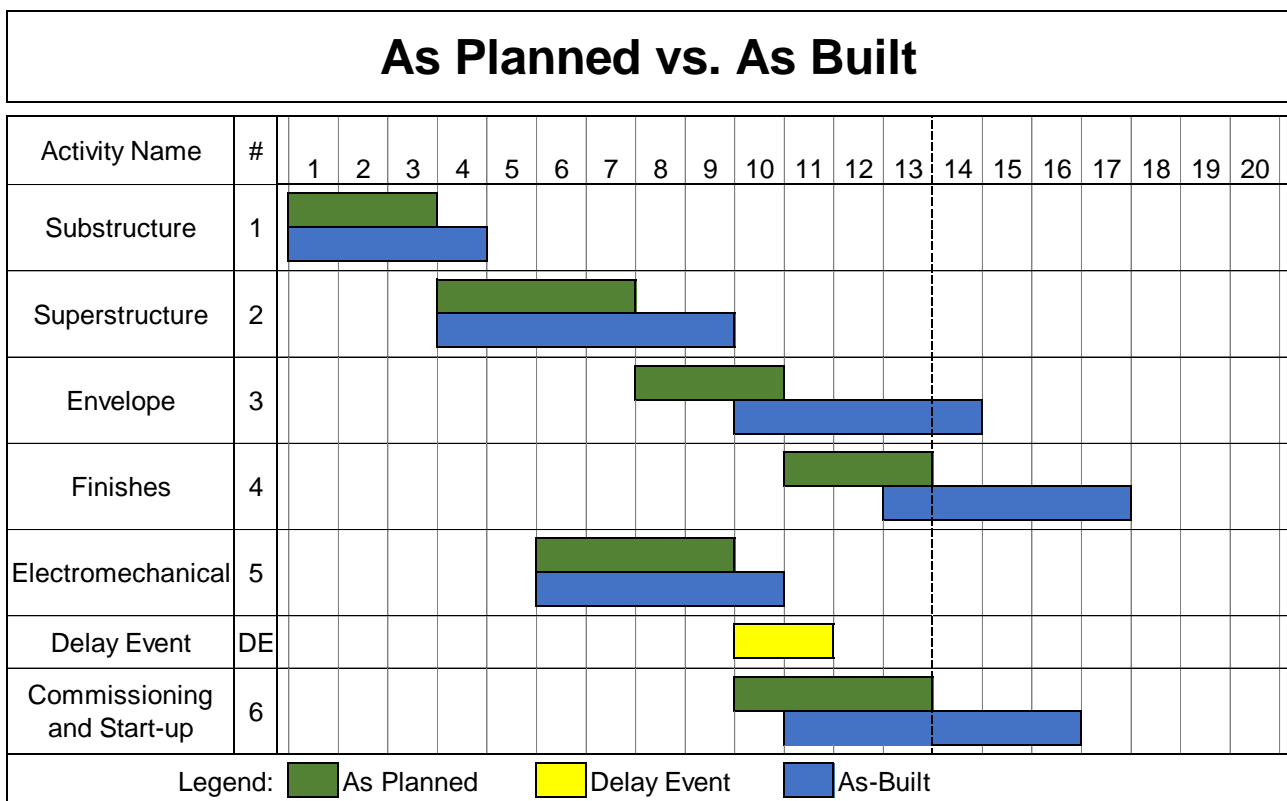 As Planned vs. As Built
Activity Name # 1 2 3 4 5 6 7 8 9 10 11 12 13 14 15 16 17 18 19 20
Substructure 1
Superstructure 2
Envelope 3
Finishes 4
Electromechanical 5
Delay Event DE
Commissioning
and Start-up 6
Legend: As Planned Delay Event As-Built